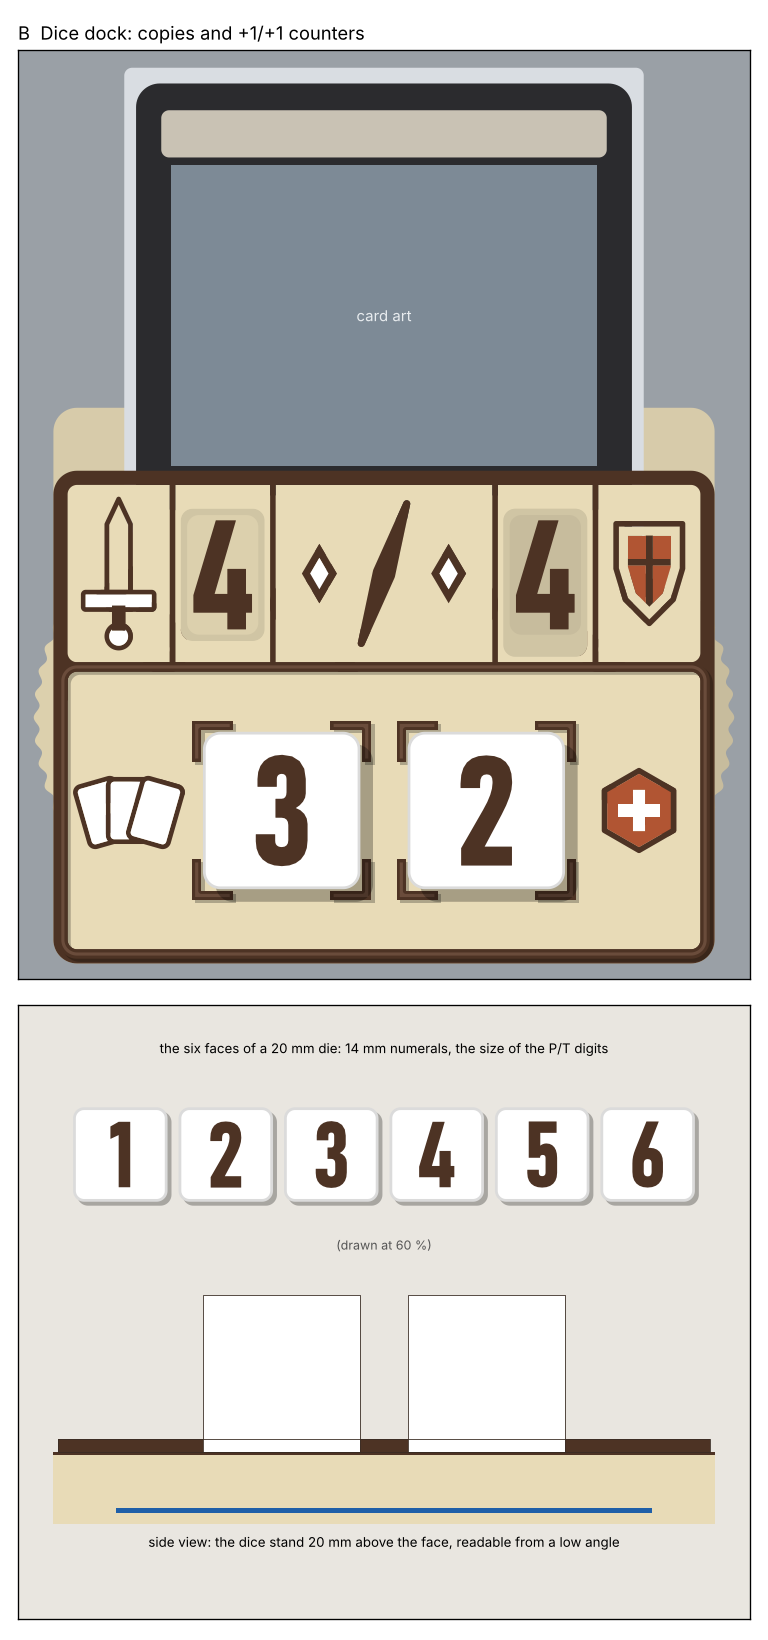 B Dice dock: copies and +1/+1 counters
card art
4 / 4
3 2
the six faces of a 20 mm die: 14 mm numerals, the size of the P/T digits
1 2 3 4 5 6
(drawn at 60 %)
side view: the dice stand 20 mm above the face, readable from a low angle